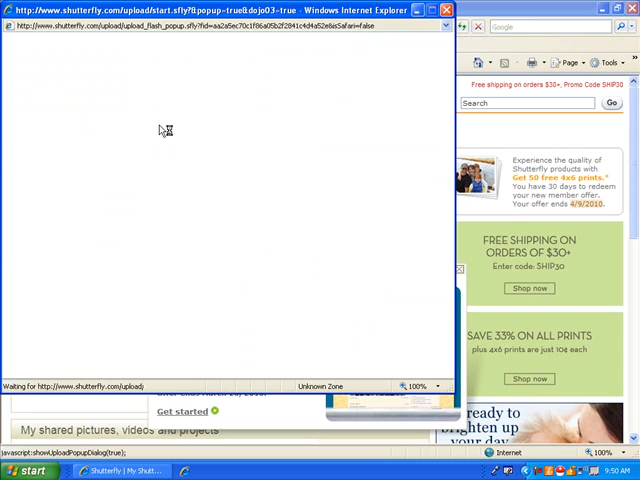 http://www.shutterfly.com/upload/start.sfly?&popup=true&dojo03=true - Windows Internet Explorer
http://www.shutterfly.com/upload/upload_flash_popup.sfly?fid=aa2a5ec70c1f86a05b2f2841c4d4a52e&isSafari=false
Google
Page
Tools
Free shipping on orders $30+, Promo Code SHIP30
Search
Go
Experience the quality of
Shutterfly products with
Get 50 free 4x6 prints.*
You have 30 days to redeem
your new member offer.
Your offer ends 4/9/2010.
FREE SHIPPING ON
ORDERS OF $30+
Enter code: SHIP30
Shop now
SAVE 33% ON ALL PRINTS
plus 4x6 prints are just 10¢ each
Shop now
Waiting for http://www.shutterfly.com/upload/
Unknown Zone
100%
Get started
My shared pictures, videos and projects
ready to
brighten up
your day
javascript:showUploadPopupDialog(true);
Internet
100%
start
Shutterfly | My Shutt...
9:50 AM